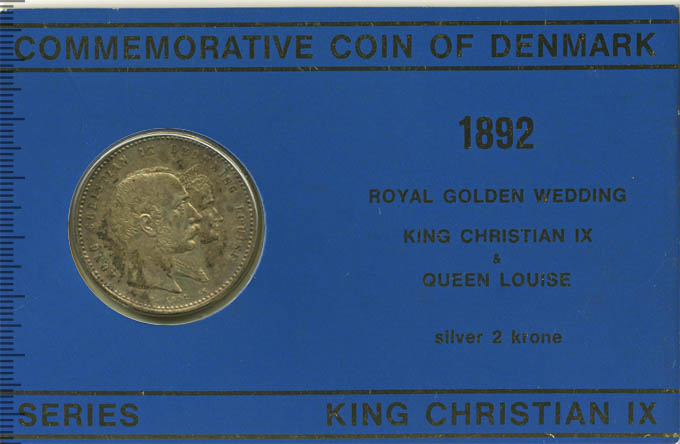 COMMEMORATIVE COIN OF DENMARK
1892
ROYAL GOLDEN WEDDING
KING CHRISTIAN IX
&
QUEEN LOUISE
silver 2 krone
SERIES KING CHRISTIAN IX